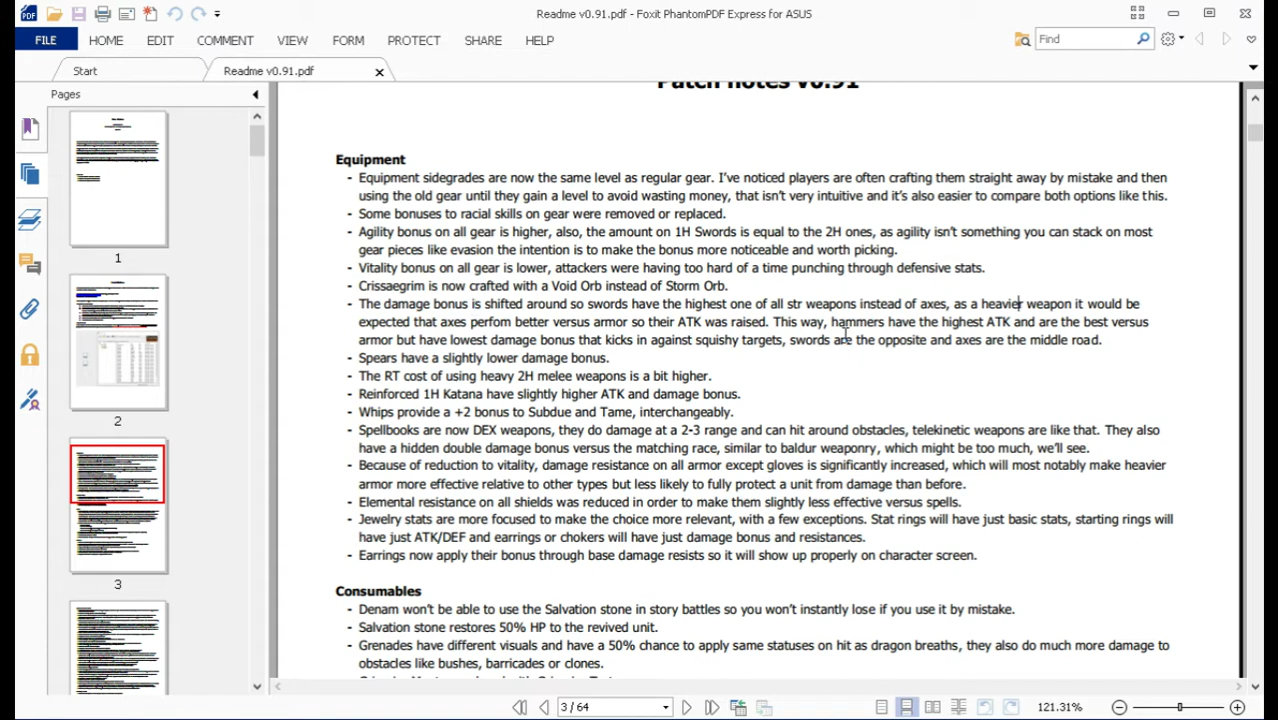 Readme v0.91.pdf - Foxit PhantomPDF Express for ASUS
FILE HOME EDIT COMMENT VIEW FORM PROTECT SHARE HELP Find
Start Readme v0.91.pdf
Pages
Patch notes v0.91
Equipment
- Equipment sidegrades are now the same level as regular gear. I've noticed players are often crafting them straight away by mistake and then
using the old gear until they gain a level to avoid wasting money, that isn't very intuitive and it's also easier to compare both options like this.
- Some bonuses to racial skills on gear were removed or replaced.
- Agility bonus on all gear is higher, also, the amount on 1H Swords is equal to the 2H ones, as agility isn't something you can stack on most
gear pieces like evasion the intention is to make the bonus more noticeable and worth picking.
- Vitality bonus on all gear is lower, attackers were having too hard of a time punching through defensive stats.
- Crissaegrim is now crafted with a Void Orb instead of Storm Orb.
- The damage bonus is shifted around so swords have the highest one of all str weapons instead of axes, as a heavier weapon it would be
expected that axes perfom better versus armor so their ATK was raised. This way, hammers have the highest ATK and are the best versus
armor but have lowest damage bonus that kicks in against squishy targets, swords are the opposite and axes are the middle road.
- Spears have a slightly lower damage bonus.
- The RT cost of using heavy 2H melee weapons is a bit higher.
- Reinforced 1H Katana have slightly higher ATK and damage bonus.
- Whips provide a +2 bonus to Subdue and Tame, interchangeably.
- Spellbooks are now DEX weapons, they do damage at a 2-3 range and can hit around obstacles, telekinetic weapons are like that. They also
have a hidden double damage bonus versus the matching race, similar to baldur weaponry, which might be too much, we'll see.
- Because of reduction to vitality, damage resistance on all armor except gloves is significantly increased, which will most notably make heavier
armor more effective relative to other types but less likely to fully protect a unit from damage than before.
- Elemental resistance on all shields was reduced in order to make them slightly less effective versus spells.
- Jewelry stats are more focused to make the choice more relevant, with a few exceptions. Stat rings will have just basic stats, starting rings will
have just ATK/DEF and earrings or chokers will have just damage bonus and resistances.
- Earrings now apply their bonus through base damage resists so it will show up properly on character screen.
Consumables
- Denam won't be able to use the Salvation stone in story battles so you won't instantly lose if you use it by mistake.
- Salvation stone restores 50% HP to the revived unit.
- Grenades have different visuals and have a 50% chance to apply same statuses on hit as dragon breaths, they also do much more damage to
obstacles like bushes, barricades or clones.
1
2
3
3 / 64
121.31%